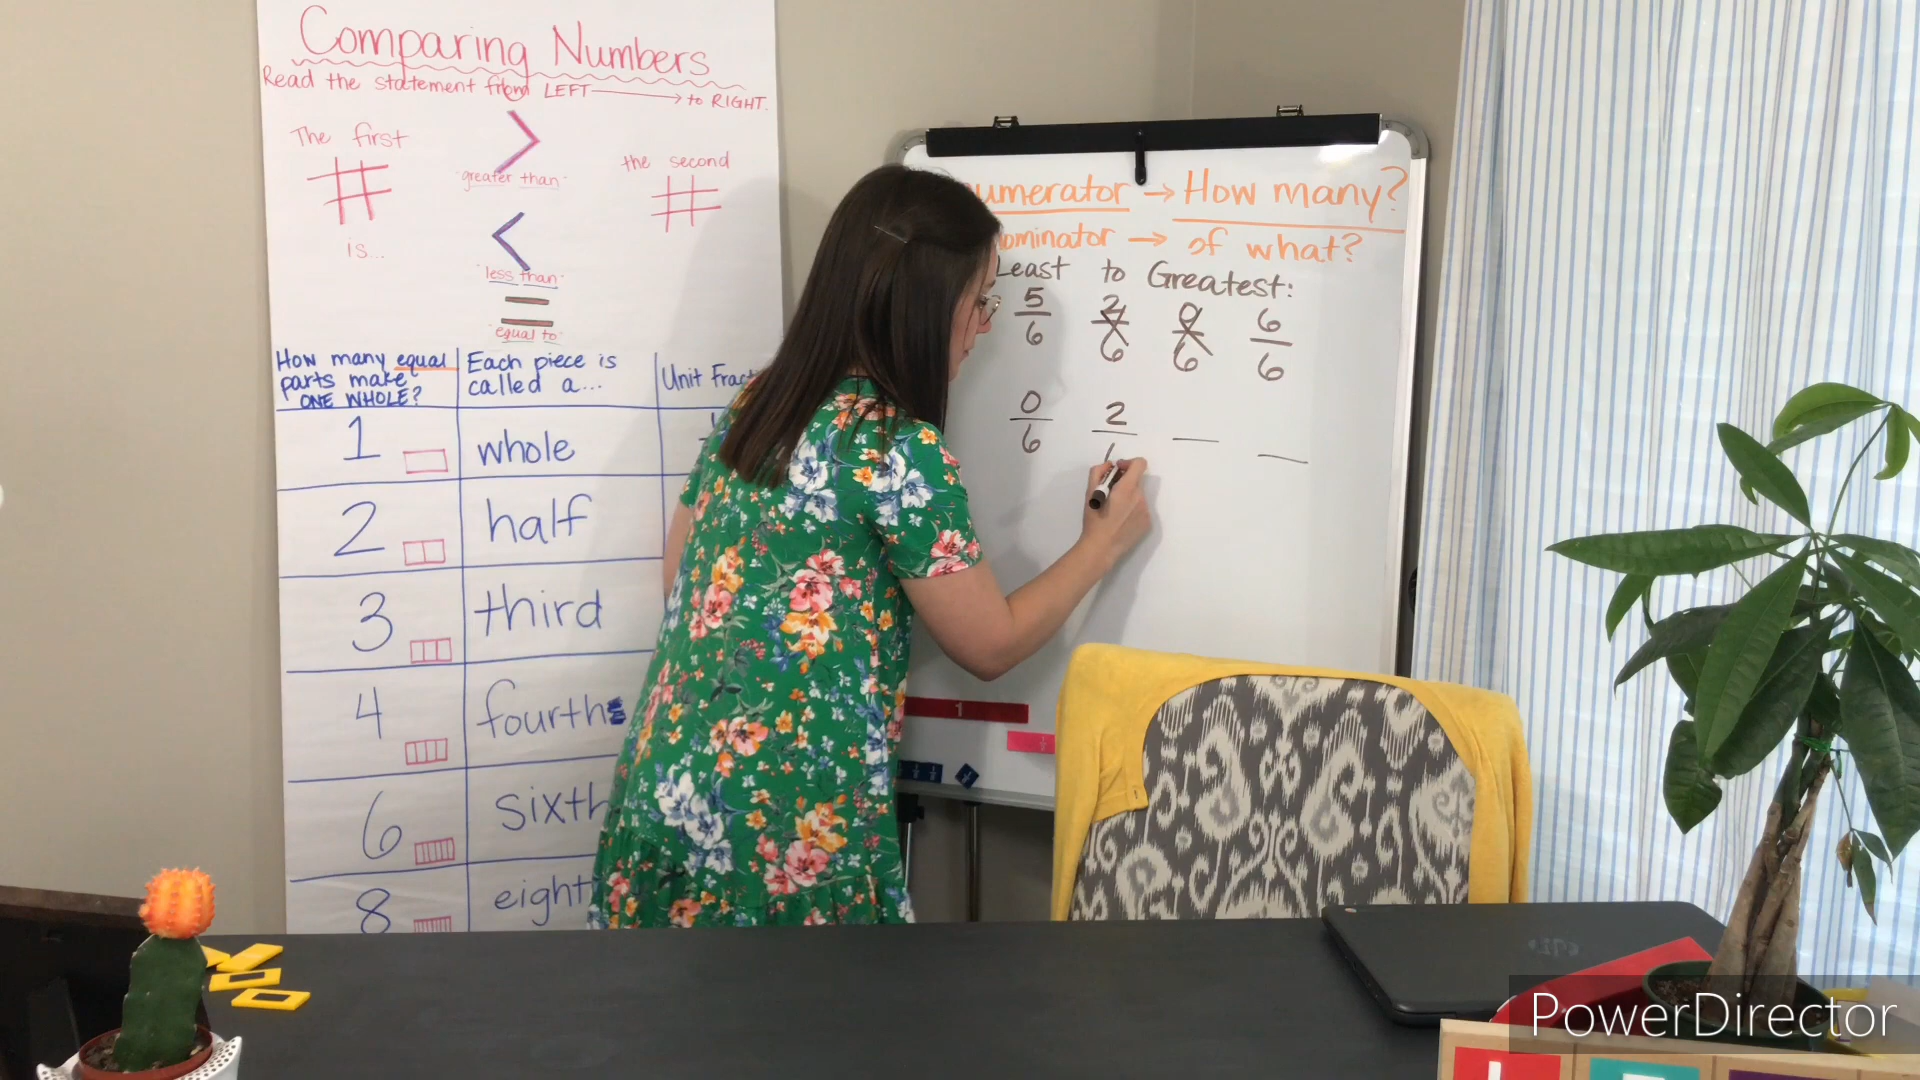 Comparing Numbers
Read the statement from LEFT → to RIGHT.
The first
#
is...
>
"greater than"
<
"less than"
=
"equal to"
the second
#
How many equal parts make ONE WHOLE?
Each piece is called a...
Unit Frac
1
whole
2
half
3
third
4
fourth
6
sixth
8
eighth
umerator → How many?
ominator → of what?
Least to Greatest:
5/6 2/6 0/6 6/6
0/6 2/
1
PowerDirector